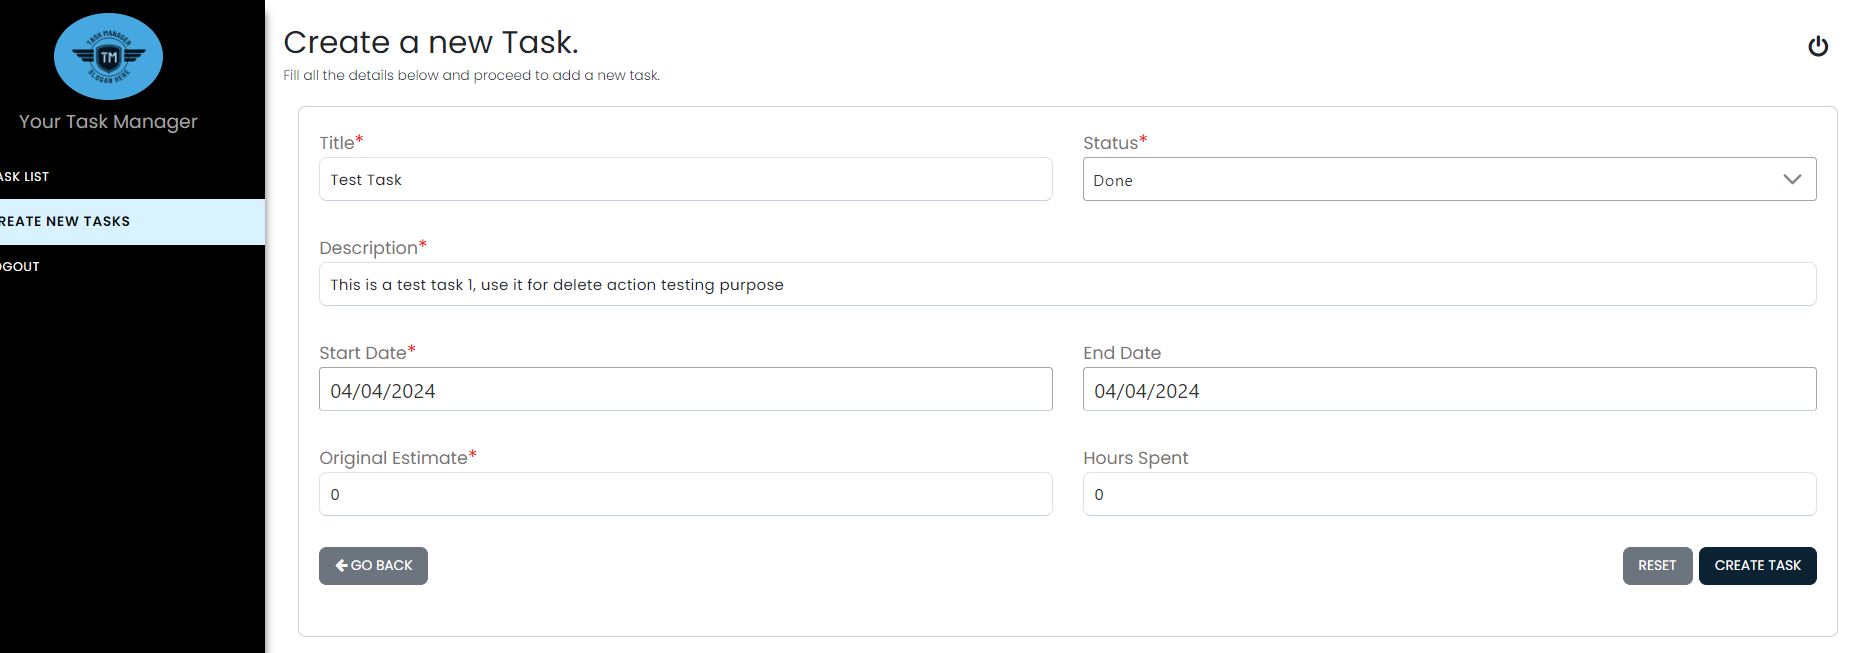 TASK MANAGER
TM
SLOGAN HERE
Your Task Manager
ASK LIST
REATE NEW TASKS
OGOUT
Create a new Task.
Fill all the details below and proceed to add a new task.
Title*
Test Task
Status*
Done
Description*
This is a test task 1, use it for delete action testing purpose
Start Date*
04/04/2024
End Date
04/04/2024
Original Estimate*
0
Hours Spent
0
GO BACK
RESET
CREATE TASK